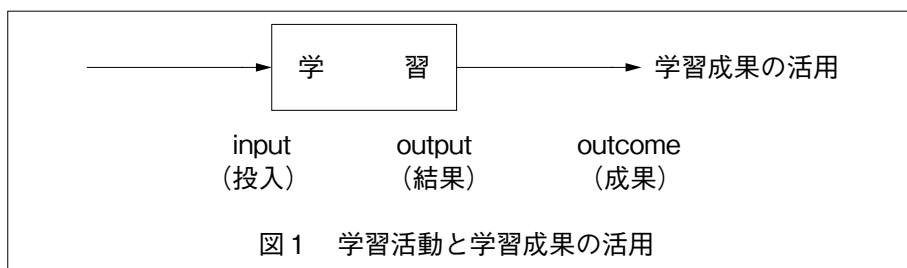 学 習 学習成果の活用
input output outcome
（投入） （結果） （成果）
図1 学習活動と学習成果の活用